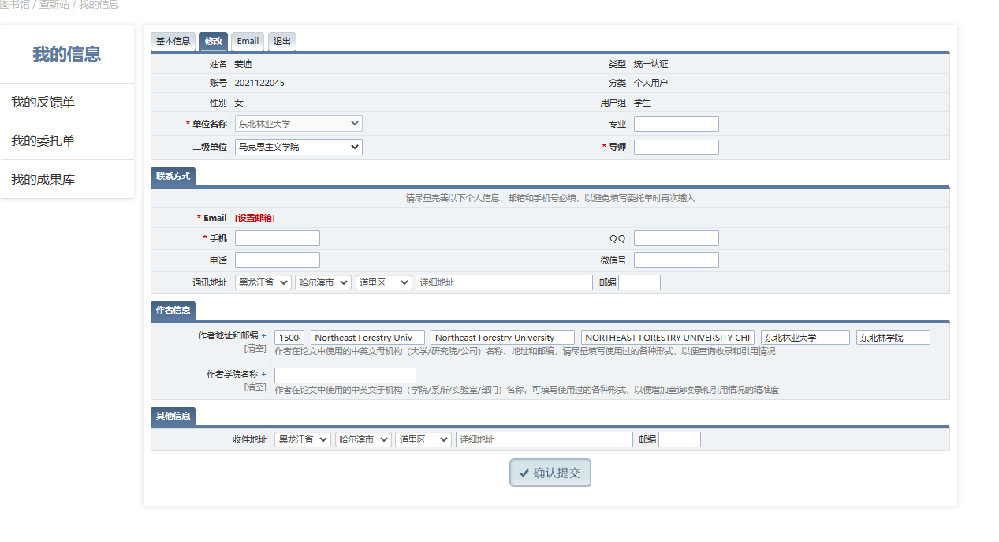 图书馆 / 查新站 / 我的信息
我的信息
我的反馈单
我的委托单
我的成果库
基本信息 修改 Email 退出
姓名 姜迪 类型 统一认证
账号 2021122045 分类 个人用户
性别 女 用户组 学生
* 单位名称 东北林业大学 专业
二级单位 马克思主义学院 * 导师
联系方式
请尽量完善以下个人信息，邮箱和手机号必填，以避免填写委托单时再次输入
* Email [设置邮箱]
* 手机 QQ
电话 微信号
通讯地址 黑龙江省 哈尔滨市 道里区 详细地址 邮编
作者信息
作者地址和邮编 + 1500 Northeast Forestry Univ Northeast Forestry University NORTHEAST FORESTRY UNIVERSITY CHI 东北林业大学 东北林学院
[清空] 作者在论文中使用的中英文母机构（大学/研究院/公司）名称、地址和邮编，请尽量填写使用过的各种形式，以便查询收录和引用情况
作者学院名称 +
[清空] 作者在论文中使用的中英文子机构（学院/系所/实验室/部门）名称，可填写使用过的各种形式，以便增加查询收录和引用情况的精准度
其他信息
收件地址 黑龙江省 哈尔滨市 道里区 详细地址 邮编
确认提交